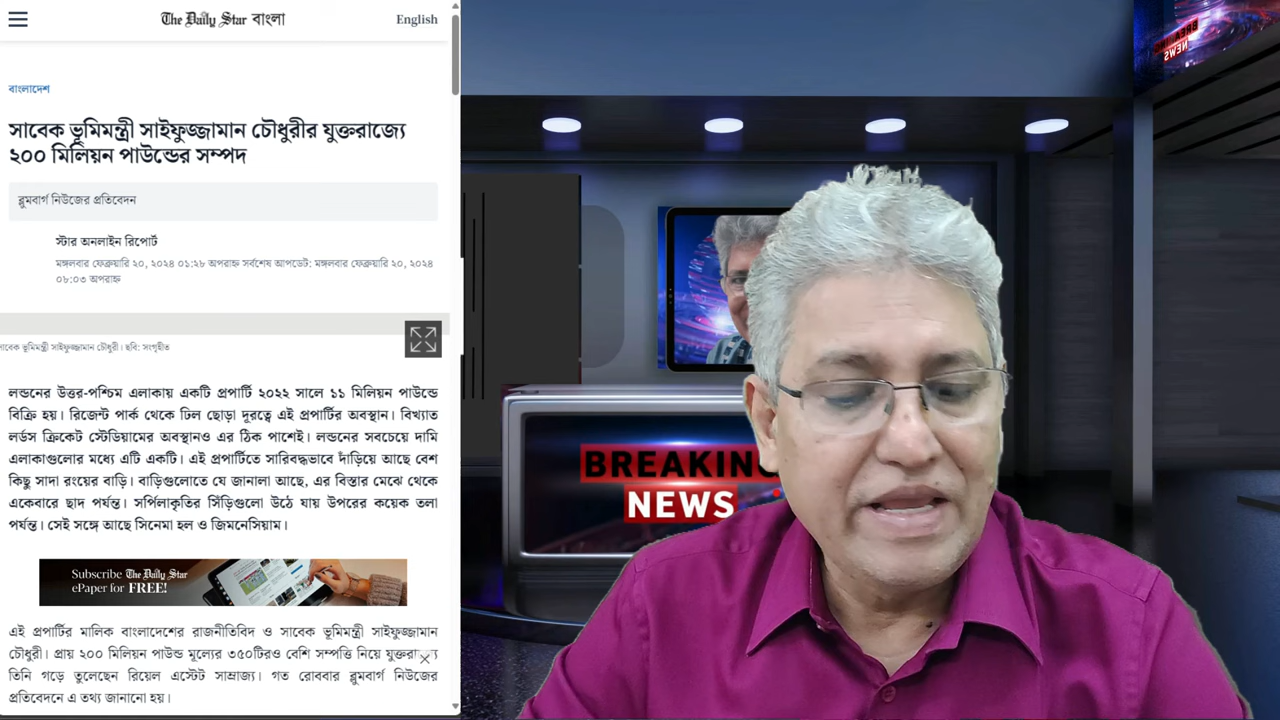 The Daily Star বাংলা
English
বাংলাদেশ
সাবেক ভূমিমন্ত্রী সাইফুজ্জামান চৌধুরীর যুক্তরাজ্যে
২০০ মিলিয়ন পাউন্ডের সম্পদ
ব্লুমবার্গ নিউজের প্রতিবেদন
স্টার অনলাইন রিপোর্ট
মঙ্গলবার ফেব্রুয়ারি ২০, ২০২৪ ০১:২৮ অপরাহ্ন সর্বশেষ আপডেট: মঙ্গলবার ফেব্রুয়ারি ২০, ২০২৪
০৮:০৩ অপরাহ্ন
সাবেক ভূমিমন্ত্রী সাইফুজ্জামান চৌধুরী। ছবি: সংগৃহীত
লন্ডনের উত্তর-পশ্চিম এলাকায় একটি প্রপার্টি ২০২২ সালে ১১ মিলিয়ন পাউন্ডে
বিক্রি হয়। রিজেন্ট পার্ক থেকে ঢিল ছোড়া দূরত্বে এই প্রপার্টির অবস্থান। বিখ্যাত
লর্ডস ক্রিকেট স্টেডিয়ামের অবস্থানও এর ঠিক পাশেই। লন্ডনের সবচেয়ে দামি
এলাকাগুলোর মধ্যে এটি একটি। এই প্রপার্টিতে সারিবদ্ধভাবে দাঁড়িয়ে আছে বেশ
কিছু সাদা রংয়ের বাড়ি। বাড়িগুলোতে যে জানালা আছে, এর বিস্তার মেঝে থেকে
একেবারে ছাদ পর্যন্ত। সর্পিলাকৃতির সিঁড়িগুলো উঠে যায় উপরের কয়েক তলা
পর্যন্ত। সেই সঙ্গে আছে সিনেমা হল ও জিমনেসিয়াম।
Subscribe The Daily Star
ePaper for FREE!
এই প্রপার্টির মালিক বাংলাদেশের রাজনীতিবিদ ও সাবেক ভূমিমন্ত্রী সাইফুজ্জামান
চৌধুরী। প্রায় ২০০ মিলিয়ন পাউন্ড মূল্যের ৩৫০টিরও বেশি সম্পত্তি নিয়ে
তিনি গড়ে তুলেছেন রিয়েল এস্টেট সাম্রাজ্য। গত রোববার ব্লুমবার্গ নিউজের
প্রতিবেদনে এ তথ্য জানানো হয়।
BREAKING
NEWS
BREAKING
NEWS